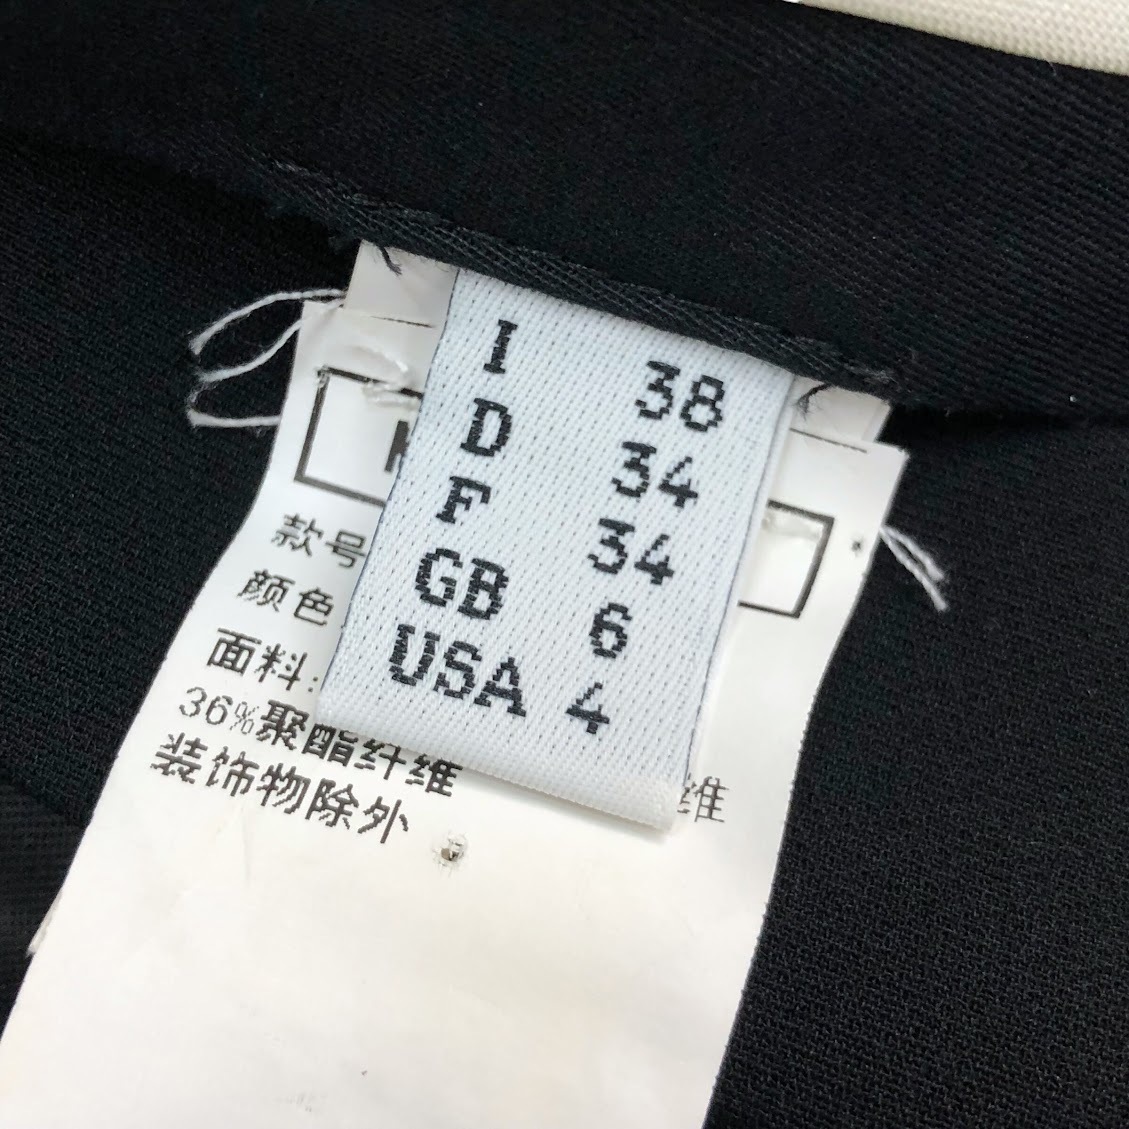 I 38
D 34
F 34
GB 6
USA 4
款号
颜色
面料:
36%聚酯纤维
维
装饰物除外